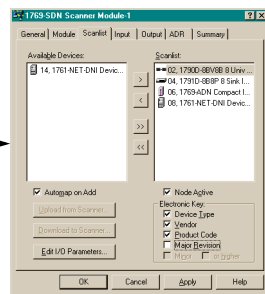 1769-SDN Scanner Module-1
General Module Scanlist Input Output ADR Summary
Available Devices:
14, 1761-NET-DNI Devic...
Scanlist:
02, 1790D-8BV8B 8 Univ ...
04, 1791D-8B8P 8 Sink I...
06, 1769-ADN Compact I...
08, 1761-NET-DNI Devic...
>
<
>>
<<
Automap on Add
Node Active
Upload from Scanner...
Download to Scanner...
Edit I/O Parameters...
Electronic Key:
Device Type
Vendor
Product Code
Major Revision
Minor or higher
OK Cancel Apply Help